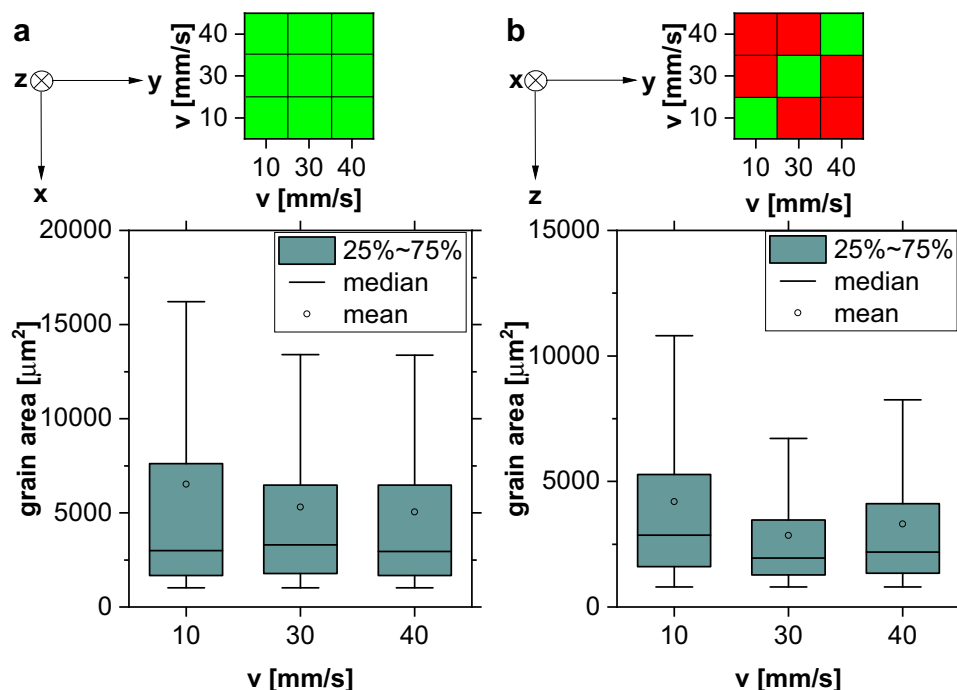 a
z
y
x
v [mm/s]
40
30
10
10 30 40
v [mm/s]
20000
15000
10000
5000
0
grain area [μm²]
25%~75%
median
mean
10 30 40
v [mm/s]
b
x
y
z
v [mm/s]
40
30
10
10 30 40
v [mm/s]
15000
10000
5000
0
grain area [μm²]
25%~75%
median
mean
10 30 40
v [mm/s]